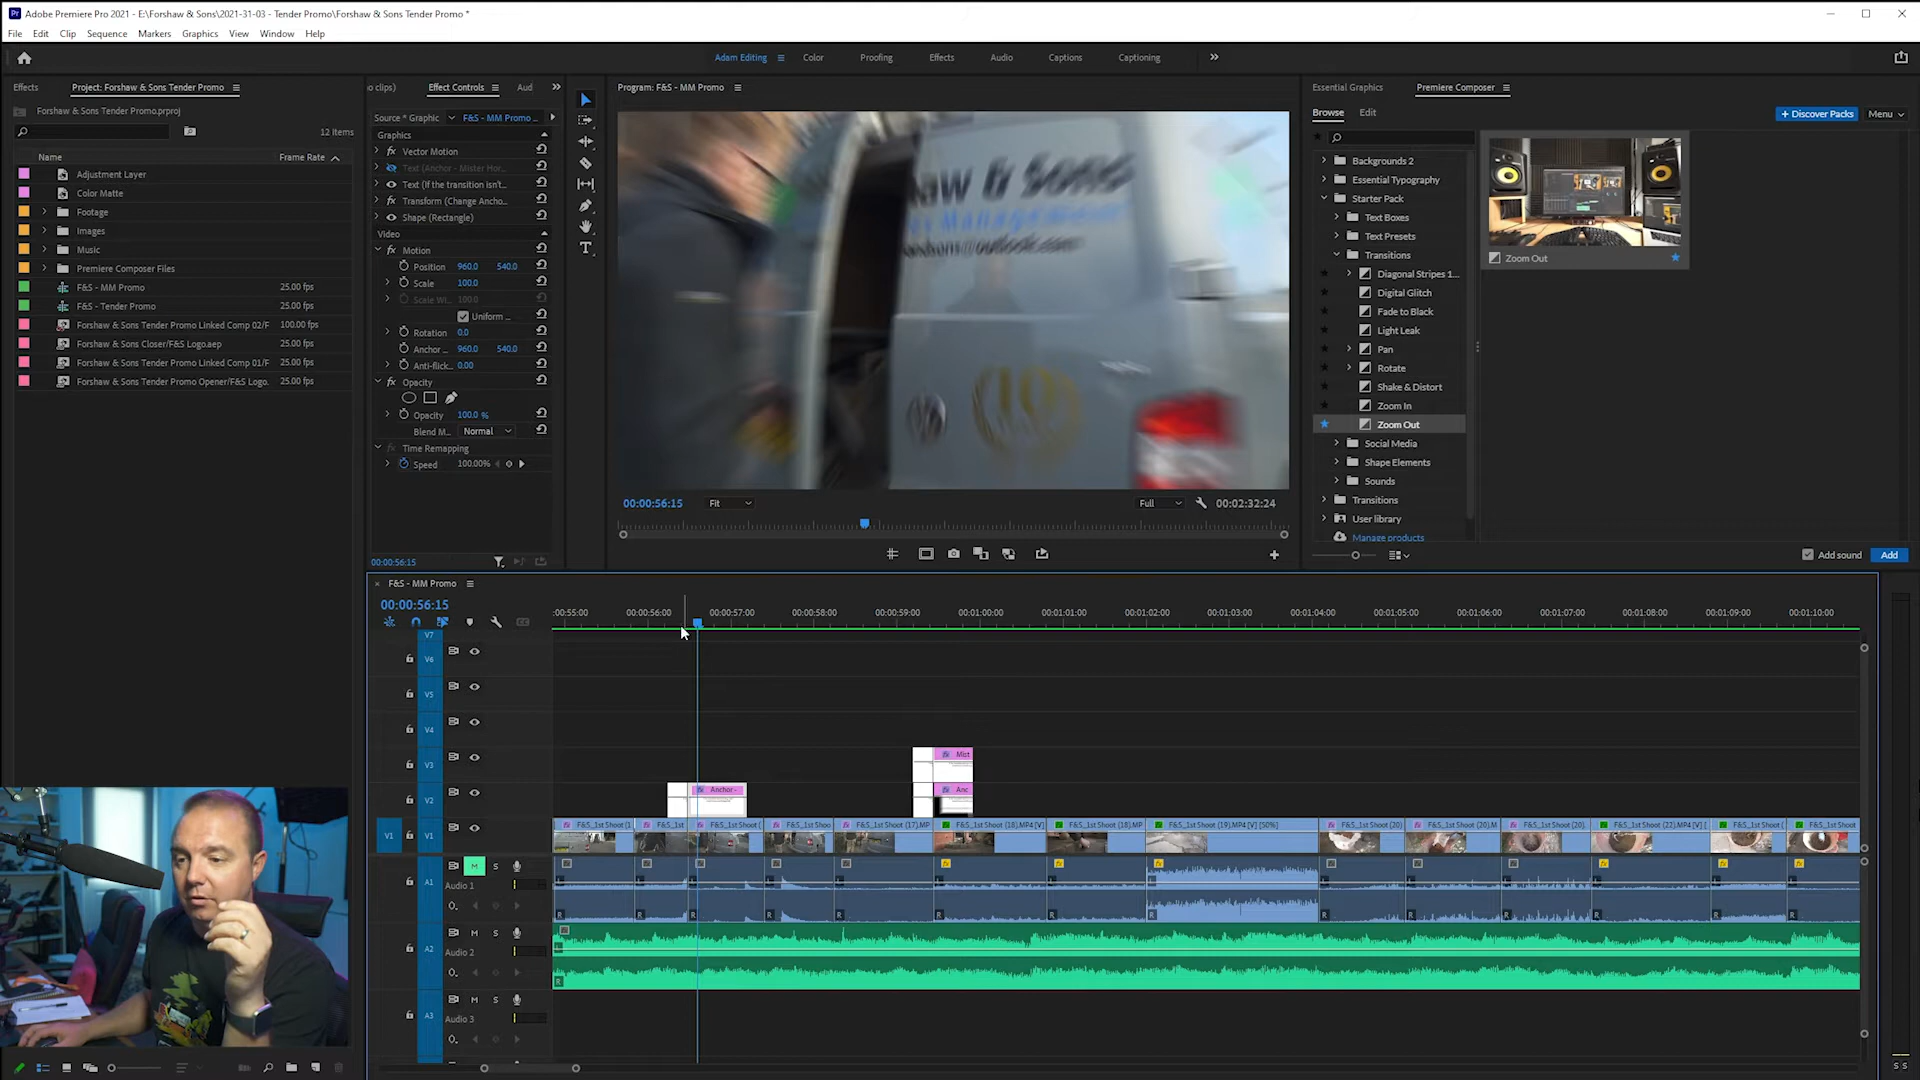 Adobe Premiere Pro 2021 - E:\Forshaw & Sons\2021-31-03 - Tender Promo\Forshaw & Sons Tender Promo *
File Edit Clip Sequence Markers Graphics View Window Help
Adam Editing Color Proofing Effects Audio Captions Captioning
Effects Project: Forshaw & Sons Tender Promo
Forshaw & Sons Tender Promo.prproj
12 Items
Name Frame Rate
Adjustment Layer
Color Matte
Footage
Images
Music
Premiere Composer Files
F&S - MM Promo 25.00 fps
F&S - Tender Promo 25.00 fps
Forshaw & Sons Tender Promo Linked Comp 02/F 100.00 fps
Forshaw & Sons Closer/F&S Logo.aep
Forshaw & Sons Tender Promo Linked Comp 01/F 25.00 fps
Forshaw & Sons Tender Promo Opener/F&S Logo. 25.00 fps
o clips) Effect Controls Aud
Source * Graphic F&S - MM Promo ...
Graphics
fx Vector Motion
Text (Anchor - Mister Hor...
Text (If the transition isn't...
Transform (Change Ancho...
Shape (Rectangle)
Video
fx Motion
Position 960.0 540.0
Scale 100.0
Scale Wi... 100.0
Uniform ...
Rotation 0.0
Anchor ... 960.0 540.0
Anti-flick... 0.00
fx Opacity
Opacity 100.0 %
Blend M... Normal
Time Remapping
Speed 100.00%
00:00:56:15
Program: F&S - MM Promo
aw & Sons
Management
00:00:56:15 Fit Full 00:02:32:24
Essential Graphics Premiere Composer
Browse Edit
+ Discover Packs Menu
Backgrounds 2
Essential Typography
Starter Pack
Text Boxes
Text Presets
Transitions
Diagonal Stripes 1...
Digital Glitch
Fade to Black
Light Leak
Pan
Rotate
Shake & Distort
Zoom In
Zoom Out
Social Media
Shape Elements
Sounds
Transitions
User library
Manage products
Zoom Out
Add sound Add
F&S - MM Promo
00:00:56:15
:00:55:00 00:00:56:00 00:00:57:00 00:00:58:00 00:00:59:00 00:01:00:00 00:01:01:00 00:01:02:00 00:01:03:00 00:01:04:00 00:01:05:00 00:01:06:00 00:01:07:00 00:01:08:00 00:01:09:00 00:01:10:00
V7
V6
V5
V4
V3 Mist
V2 Anchor - Anc
V1 V1 F&S_1st Shoot (1 F&S_1st F&S_1st Shoot ( F&S_1st Shoo F&S_1st Shoot (17).MP F&S_1st Shoot (18).MP4 [V] F&S_1st Shoot (18).MP F&S_1st Shoot (19).MP4 [V] [50%] F&S_1st Shoot (20) F&S_1st Shoot (20).M F&S_1st Shoot (20). F&S_1st Shoot (22).MP4 [V] [ F&S_1st Shoot ( F&S_1st Shoot
A1 M S
Audio 1
A2 M S
Audio 2
A3 M S
Audio 3
S S